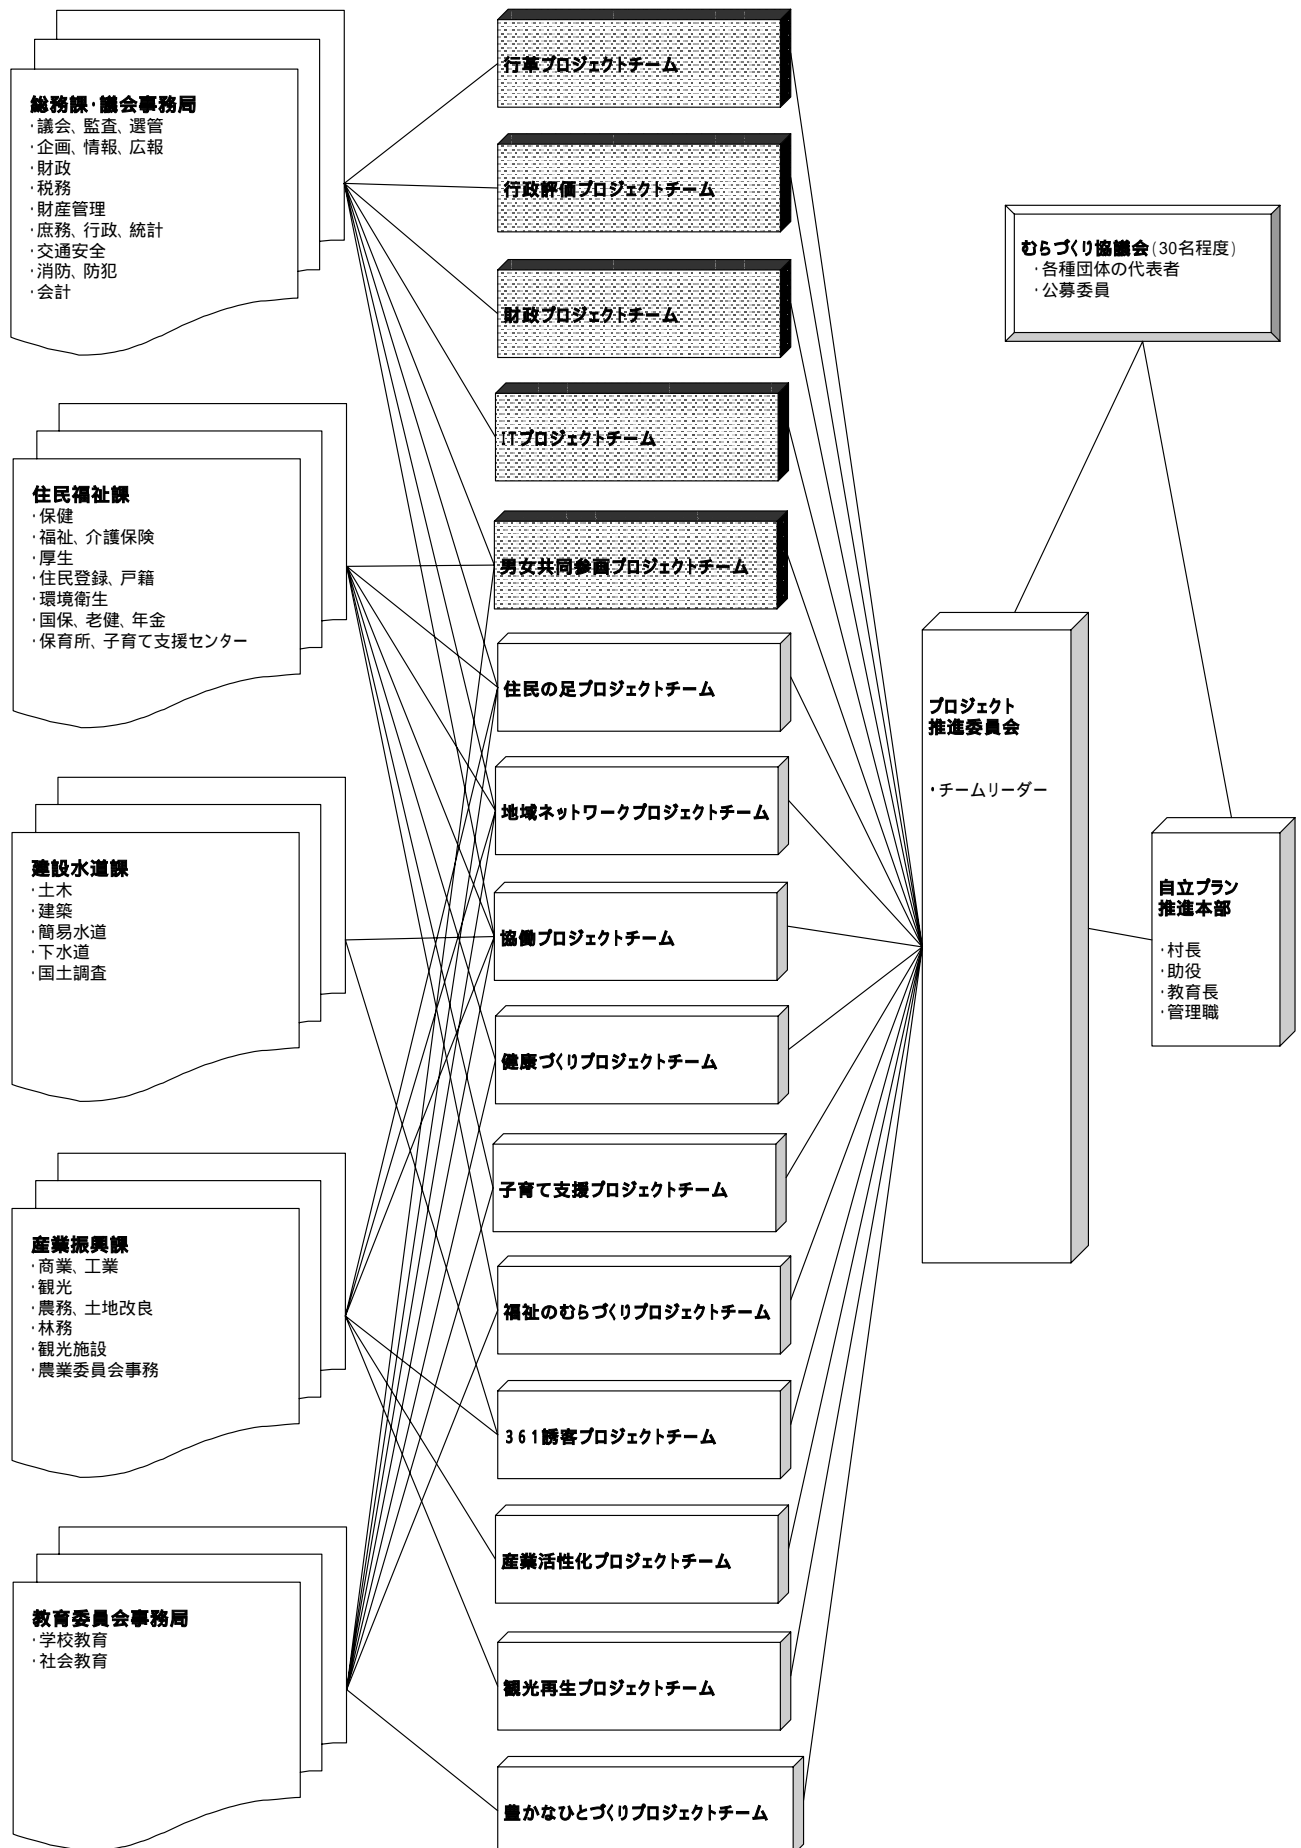 総務課・議会事務局
・議会、監査、選管
・企画、情報、広報
・財政
・税務
・財産管理
・庶務、行政、統計
・交通安全
・消防、防犯
・会計
住民福祉課
・保健
・福祉、介護保険
・厚生
・住民登録、戸籍
・環境衛生
・国保、老健、年金
・保育所、子育て支援センター
建設水道課
・土木
・建築
・簡易水道
・下水道
・国土調査
産業振興課
・商業、工業
・観光
・農務、土地改良
・林務
・観光施設
・農業委員会事務
教育委員会事務局
・学校教育
・社会教育
行革プロジェクトチーム
行政評価プロジェクトチーム
財政プロジェクトチーム
ITプロジェクトチーム
男女共同参画プロジェクトチーム
住民の足プロジェクトチーム
地域ネットワークプロジェクトチーム
協働プロジェクトチーム
健康づくりプロジェクトチーム
子育て支援プロジェクトチーム
福祉のむらづくりプロジェクトチーム
361誘客プロジェクトチーム
産業活性化プロジェクトチーム
観光再生プロジェクトチーム
豊かなひとづくりプロジェクトチーム
プロジェクト
推進委員会
・チームリーダー
むらづくり協議会(30名程度)
・各種団体の代表者
・公募委員
自立プラン
推進本部
・村長
・助役
・教育長
・管理職